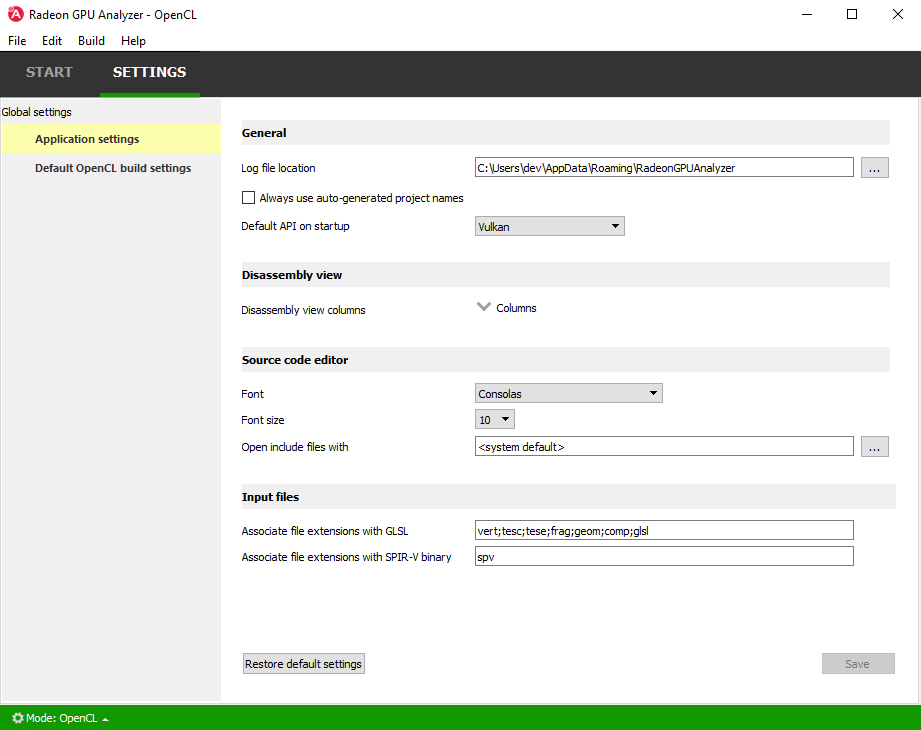 Radeon GPU Analyzer - OpenCL
File Edit Build Help
START SETTINGS
Global settings
Application settings
Default OpenCL build settings
General
Log file location C:\Users\dev\AppData\Roaming\RadeonGPUAnalyzer ...
Always use auto-generated project names
Default API on startup Vulkan
Disassembly view
Disassembly view columns Columns
Source code editor
Font Consolas
Font size 10
Open include files with <system default> ...
Input files
Associate file extensions with GLSL vert;tesc;tese;frag;geom;comp;glsl
Associate file extensions with SPIR-V binary spv
Restore default settings Save
Mode: OpenCL